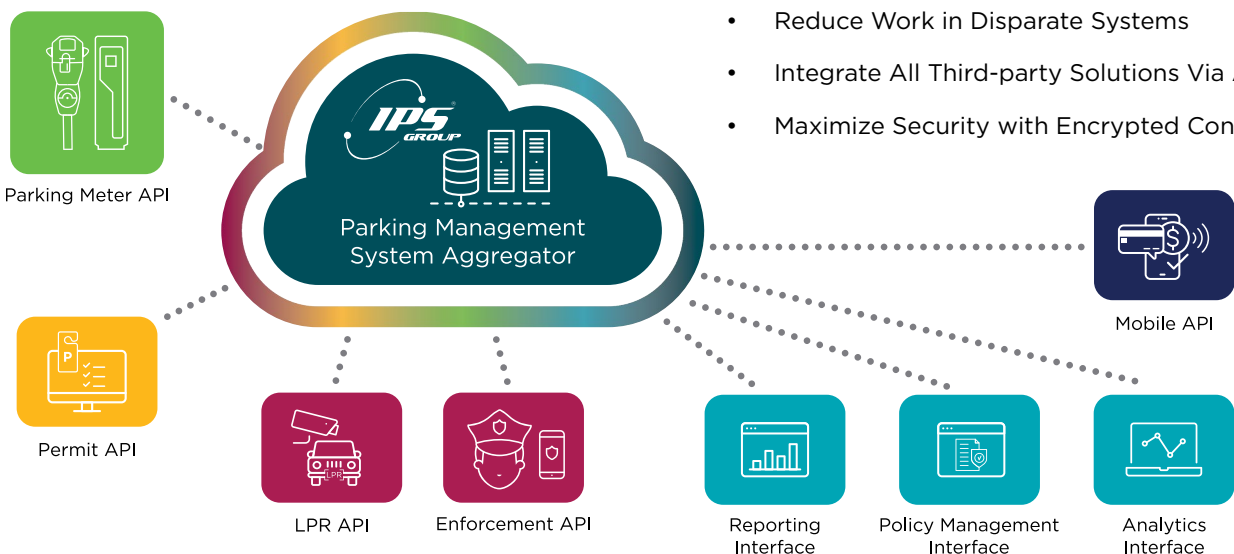 • Reduce Work in Disparate Systems
• Integrate All Third-party Solutions Via
• Maximize Security with Encrypted
IPS
GROUP
®
Parking Management
System Aggregator
Parking Meter API
Mobile API
P
Permit API
LPR
LPR API
Enforcement API
$
Reporting
Interface
Policy Management
Interface
Analytics
Interface